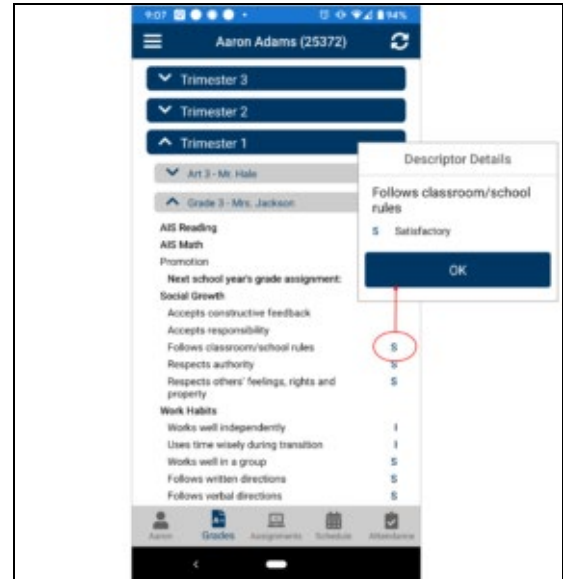 9:07
94%
Aaron Adams (25372)
Trimester 3
Trimester 2
Trimester 1
Art 3 - Mr. Hale
Grade 3 - Mrs. Jackson
AIS Reading
AIS Math
Promotion
Next school year's grade assignment:
Social Growth
Accepts constructive feedback
Accepts responsibility
Follows classroom/school rules S
Respects authority S
Respects others' feelings, rights and S
property
Work Habits
Works well independently I
Uses time wisely during transition I
Works well in a group S
Follows written directions S
Follows verbal directions S
Aaron Grades Assignments Schedule Attendance
Descriptor Details
Follows classroom/school
rules
S Satisfactory
OK